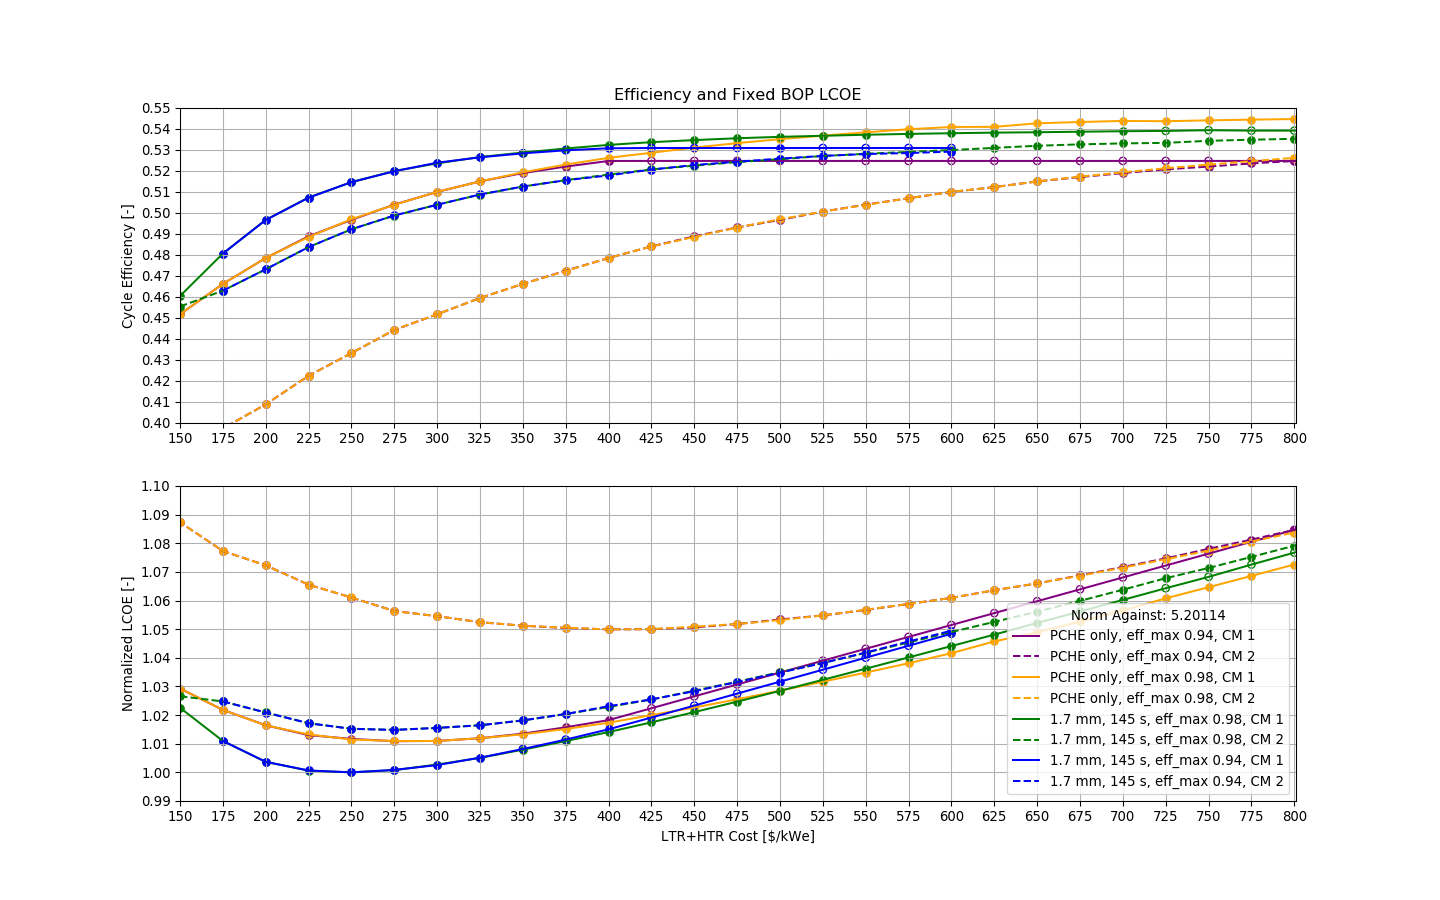 Efficiency and Fixed BOP LCOE
Cycle Efficiency [-]
0.55
0.54
0.53
0.52
0.51
0.50
0.49
0.48
0.47
0.46
0.45
0.44
0.43
0.42
0.41
0.40
150 175 200 225 250 275 300 325 350 375 400 425 450 475 500 525 550 575 600 625 650 675 700 725 750 775 800
Normalized LCOE [-]
1.10
1.09
1.08
1.07
1.06
1.05
1.04
1.03
1.02
1.01
1.00
0.99
Norm Against: 5.20114
PCHE only, eff_max 0.94, CM 1
PCHE only, eff_max 0.94, CM 2
PCHE only, eff_max 0.98, CM 1
PCHE only, eff_max 0.98, CM 2
1.7 mm, 145 s, eff_max 0.98, CM 1
1.7 mm, 145 s, eff_max 0.98, CM 2
1.7 mm, 145 s, eff_max 0.94, CM 1
1.7 mm, 145 s, eff_max 0.94, CM 2
150 175 200 225 250 275 300 325 350 375 400 425 450 475 500 525 550 575 600 625 650 675 700 725 750 775 800
LTR+HTR Cost [$/kWe]